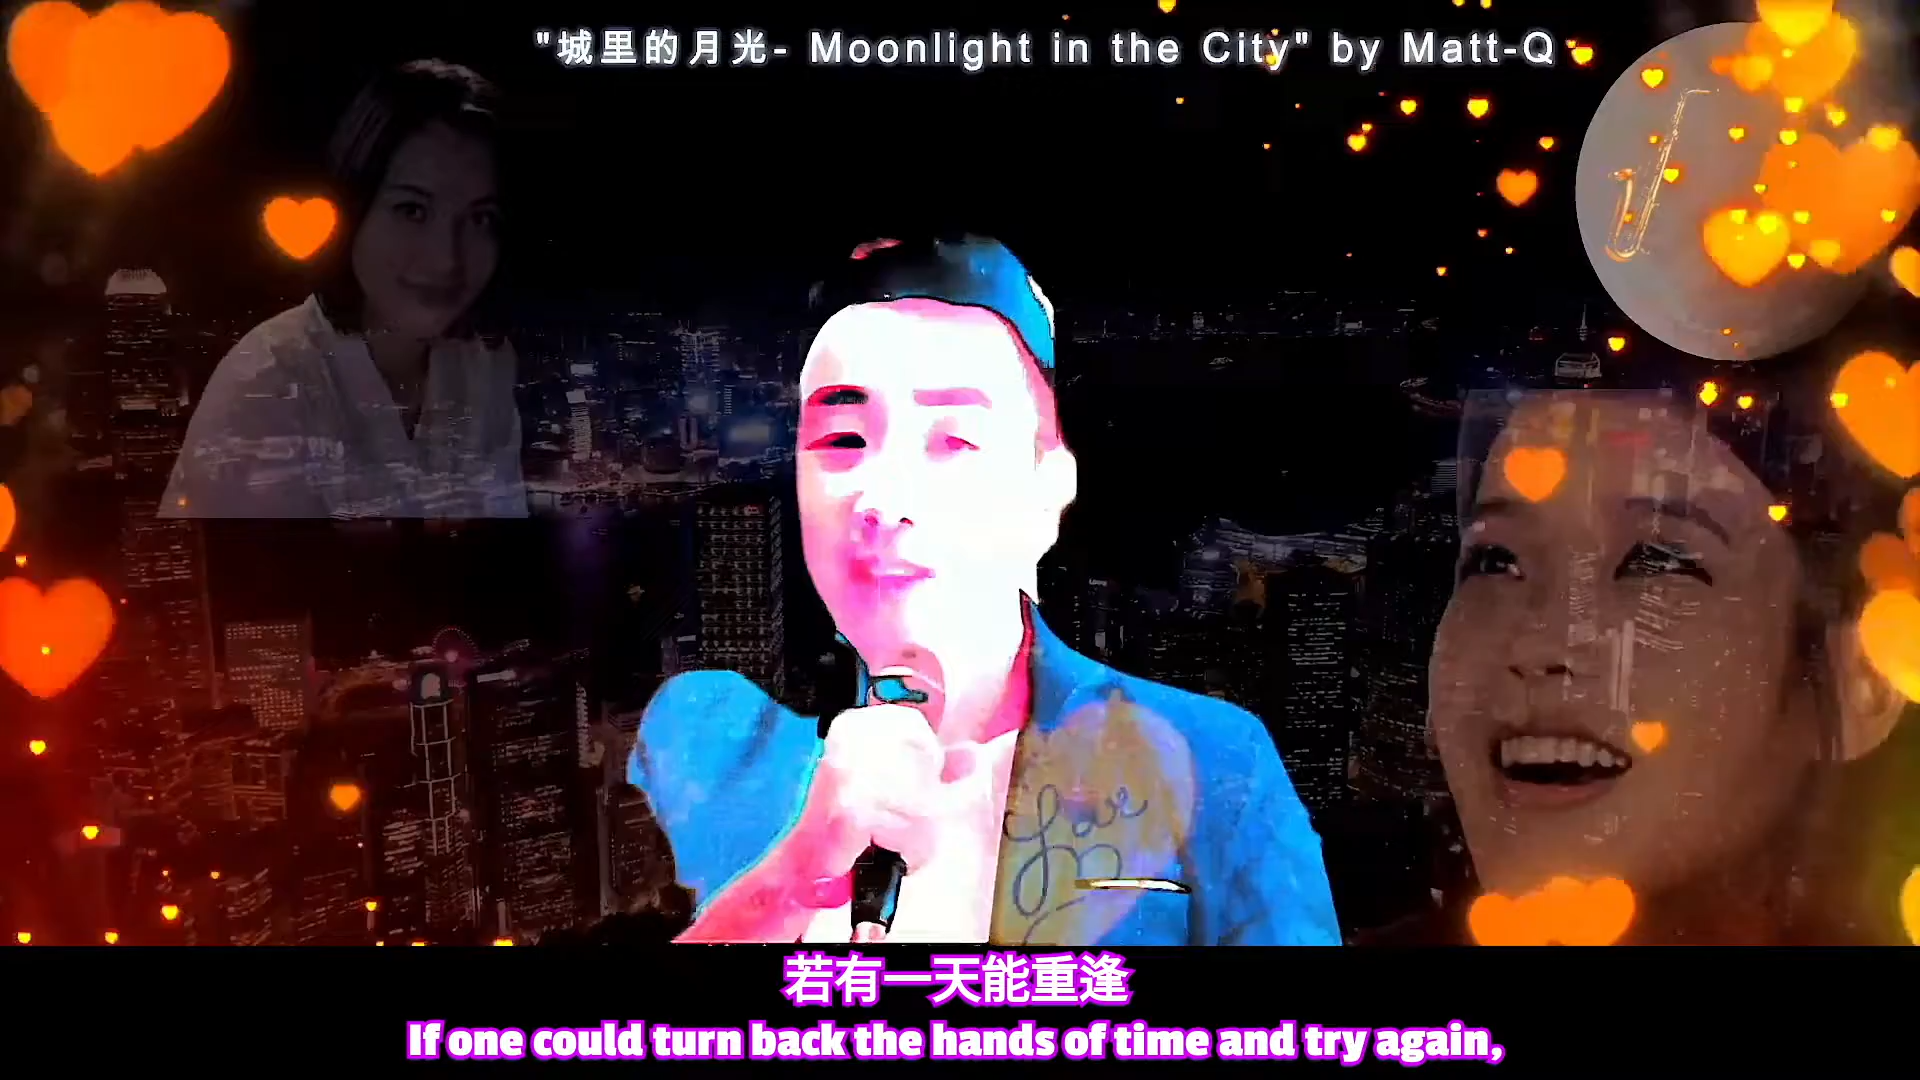 "城里的月光- Moonlight in the City" by Matt-Q
若有一天能重逢
If one could turn back the hands of time and try again,